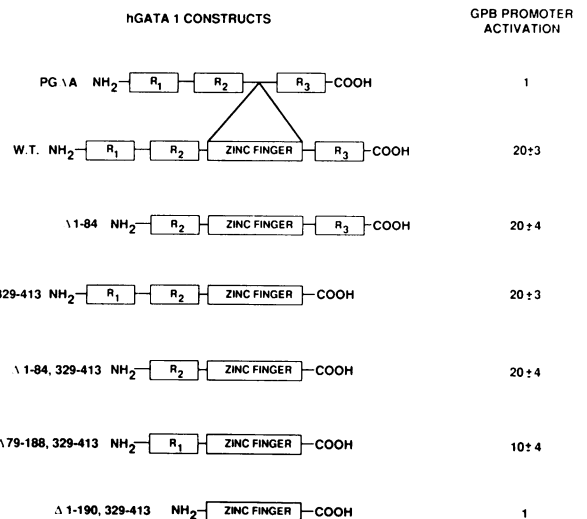 hGATA 1 CONSTRUCTS
GPB PROMOTER
ACTIVATION
PG \ A NH2 R1 R2 R3 COOH 1
W.T. NH2 R1 R2 ZINC FINGER R3 COOH 20±3
\ 1-84 NH2 R2 ZINC FINGER R3 COOH 20±4
329-413 NH2 R1 R2 ZINC FINGER COOH 20±3
\ 1-84, 329-413 NH2 R2 ZINC FINGER COOH 20±4
\ 79-188, 329-413 NH2 R1 ZINC FINGER COOH 10±4
Δ 1-190, 329-413 NH2 ZINC FINGER COOH 1